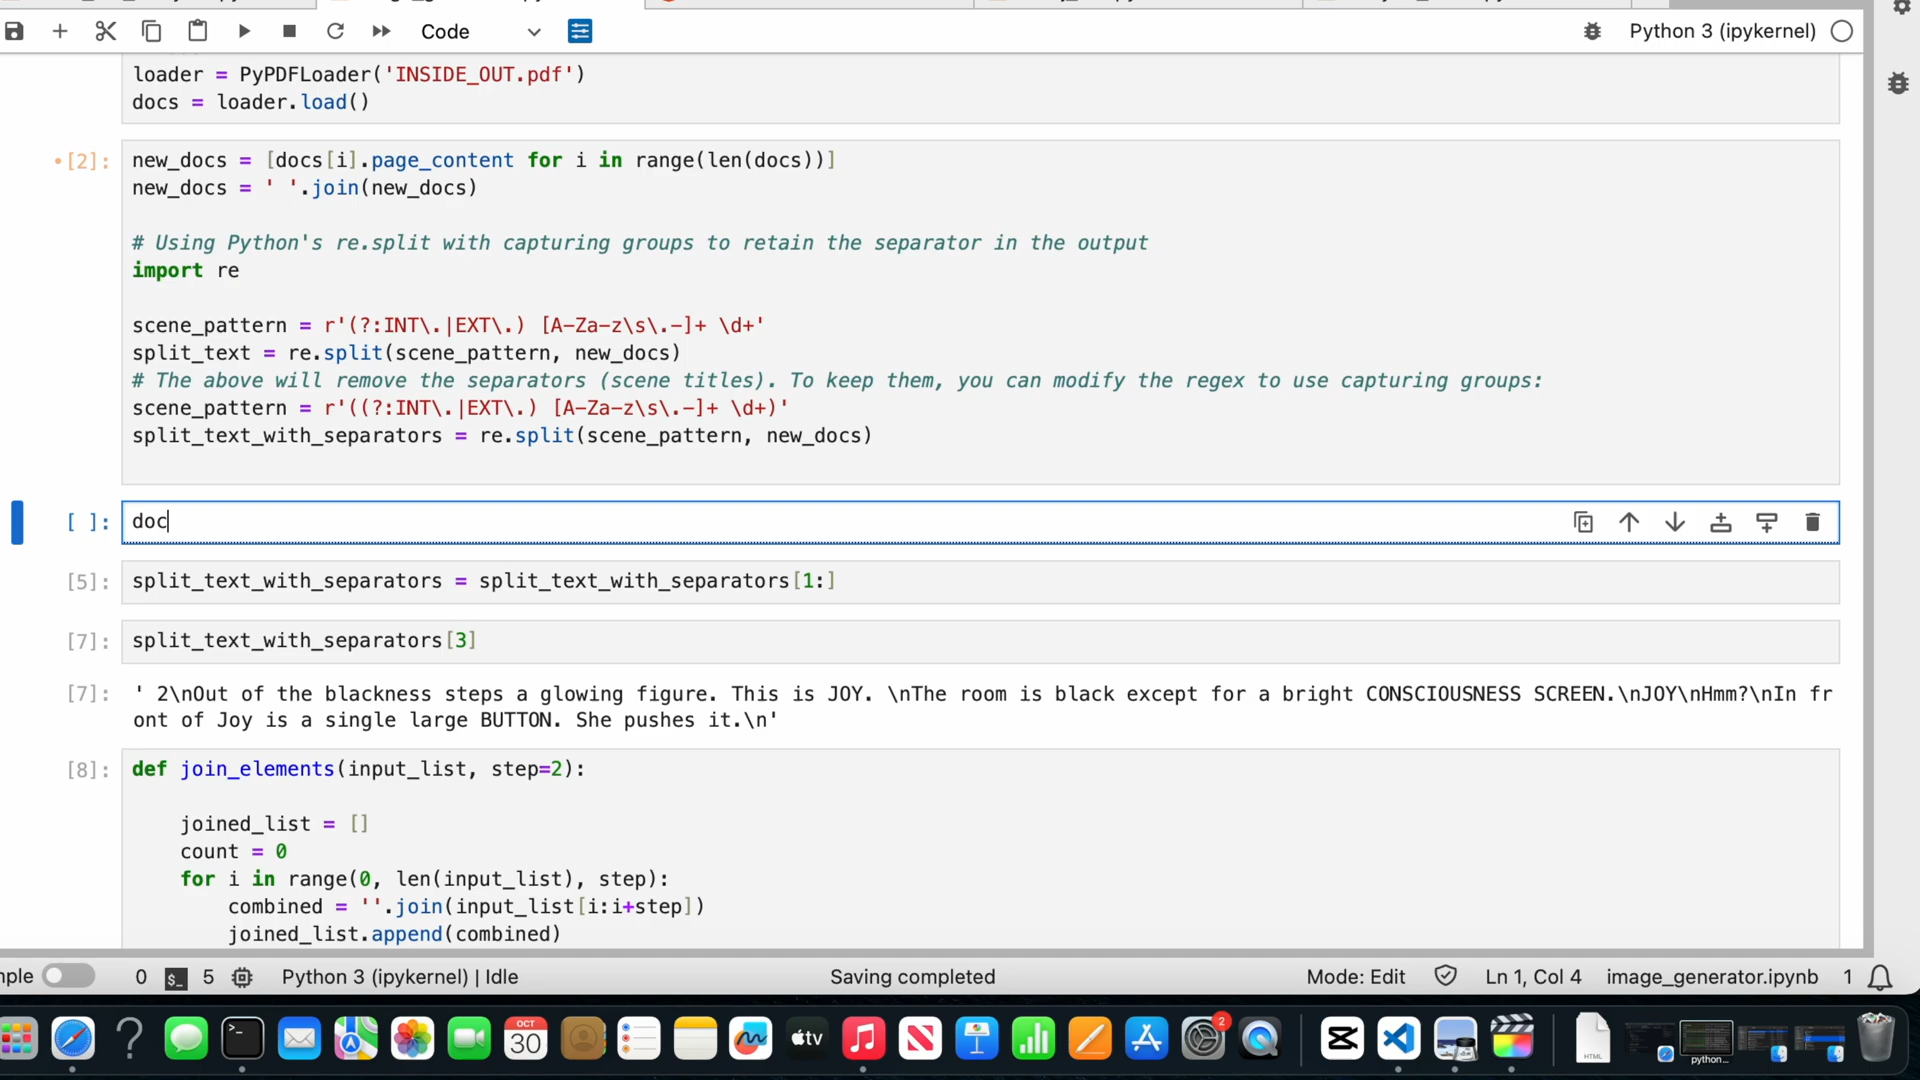 Code
Python 3 (ipykernel)
loader = PyPDFLoader('INSIDE_OUT.pdf')
docs = loader.load()
•[2]:
new_docs = [docs[i].page_content for i in range(len(docs))]
new_docs = ' '.join(new_docs)
# Using Python's re.split with capturing groups to retain the separator in the output
import re
scene_pattern = r'(?:INT\.|EXT\.) [A-Za-z\s\.-]+ \d+'
split_text = re.split(scene_pattern, new_docs)
# The above will remove the separators (scene titles). To keep them, you can modify the regex to use capturing groups:
scene_pattern = r'((?:INT\.|EXT\.) [A-Za-z\s\.-]+ \d+)'
split_text_with_separators = re.split(scene_pattern, new_docs)
[ ]:
doc
[5]:
split_text_with_separators = split_text_with_separators[1:]
[7]:
split_text_with_separators[3]
[7]:
' 2\nOut of the blackness steps a glowing figure. This is JOY. \nThe room is black except for a bright CONSCIOUSNESS SCREEN.\nJOY\nHmm?\nIn fr
ont of Joy is a single large BUTTON. She pushes it.\n'
[8]:
def join_elements(input_list, step=2):
joined_list = []
count = 0
for i in range(0, len(input_list), step):
combined = ''.join(input_list[i:i+step])
joined_list.append(combined)
mple
0
5
Python 3 (ipykernel) | Idle
Saving completed
Mode: Edit
Ln 1, Col 4
image_generator.ipynb
1
OCT
30
tv
2
HTML
python...